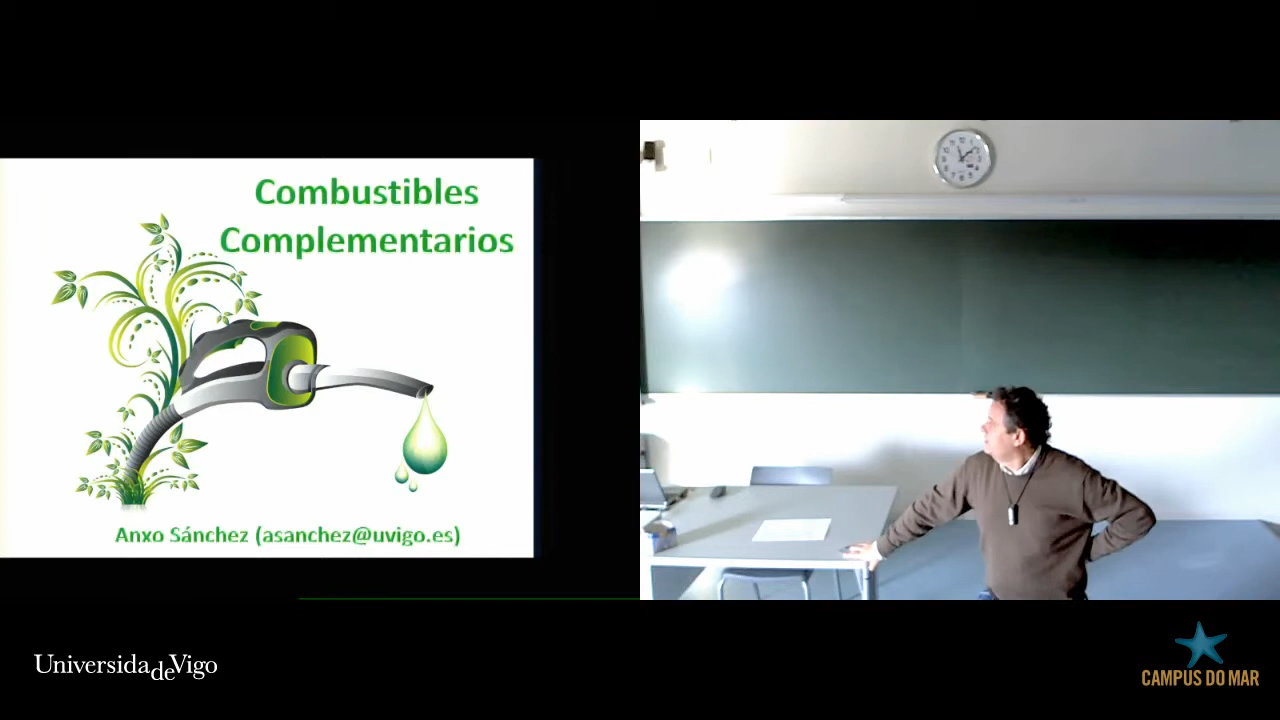 Combustibles
Complementarios
Anxo Sánchez (asanchez@uvigo.es)
UniversidadeVigo
CAMPUS DO MAR